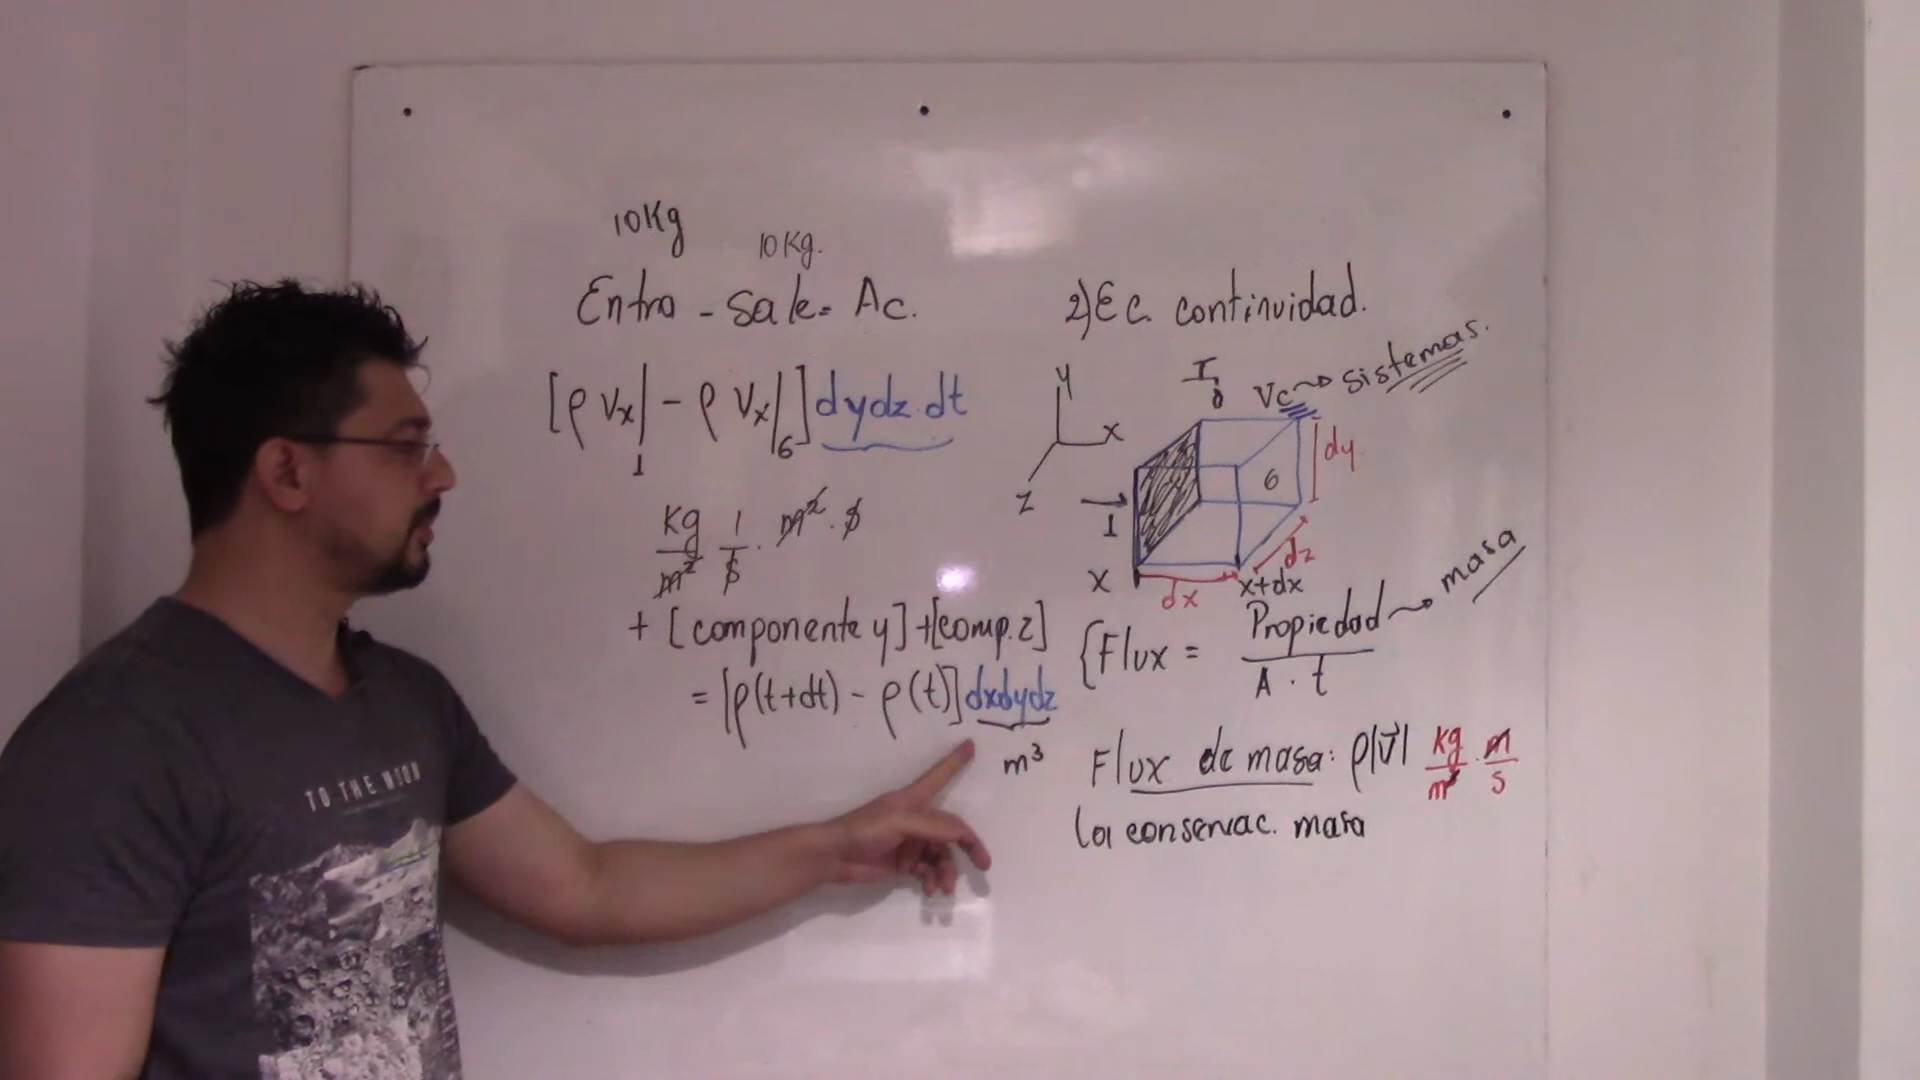 10Kg
10Kg.
Entra - Sale = Ac.
[ρ Vx|1 - ρ Vx|6] dydz.dt
Kg/m² 1/s . m² . s
+ [componente y] + [comp. z]
= [ρ(t+dt) - ρ(t)] dxdydz
m³
2) Ec. continuidad.
y
x
z
I
Vc ~> sistemas.
1
6
dy
dz
dx
x
x+dx
{Flux = Propiedad ~> masa
A . t
Flux de masa: ρ|v⃗| kg/m³ . m/s
la conservac. masa
TO THE MOON